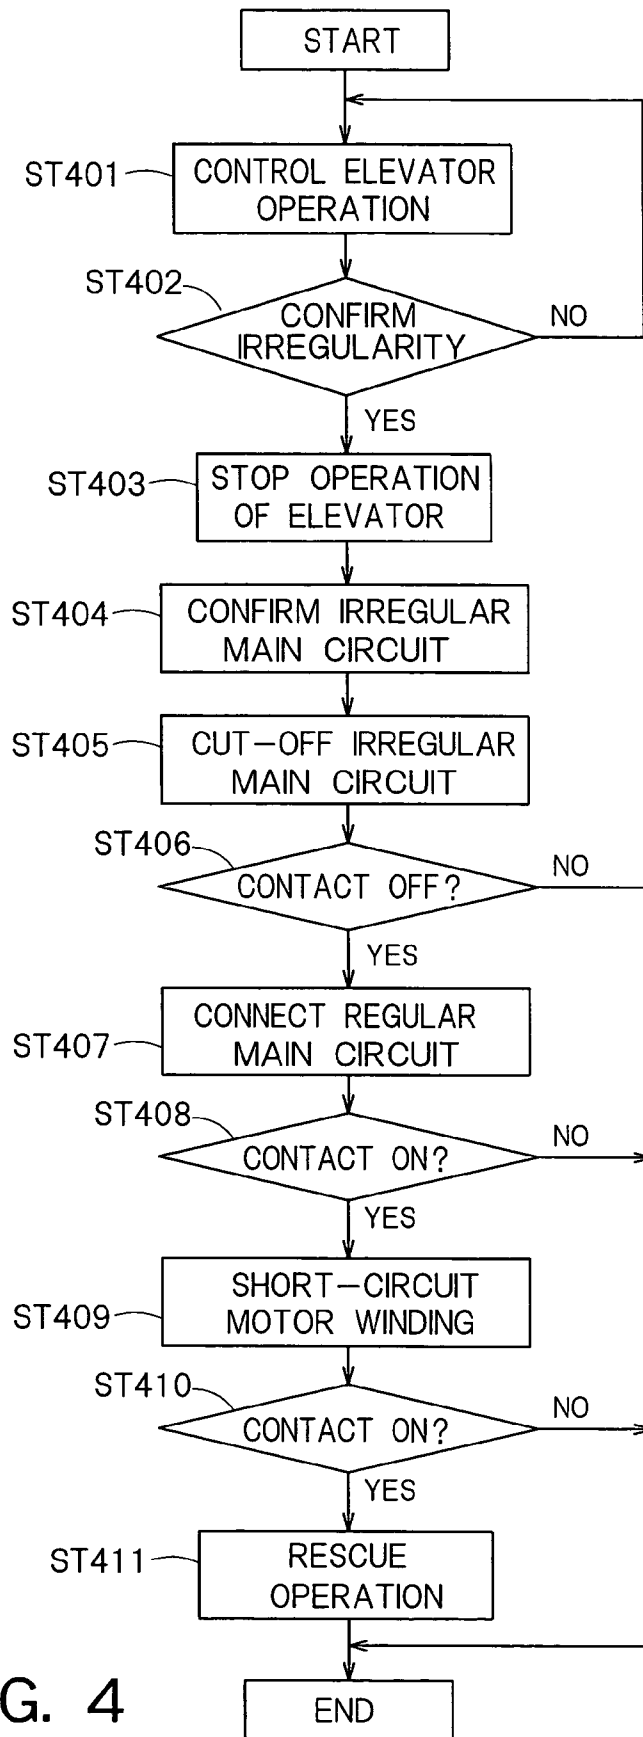 START
ST401
CONTROL ELEVATOR
OPERATION
ST402
CONFIRM
IRREGULARITY
NO
YES
ST403
STOP OPERATION
OF ELEVATOR
ST404
CONFIRM IRREGULAR
MAIN CIRCUIT
ST405
CUT-OFF IRREGULAR
MAIN CIRCUIT
ST406
CONTACT OFF?
NO
YES
ST407
CONNECT REGULAR
MAIN CIRCUIT
ST408
CONTACT ON?
NO
YES
ST409
SHORT-CIRCUIT
MOTOR WINDING
ST410
CONTACT ON?
NO
YES
ST411
RESCUE
OPERATION
G. 4
END